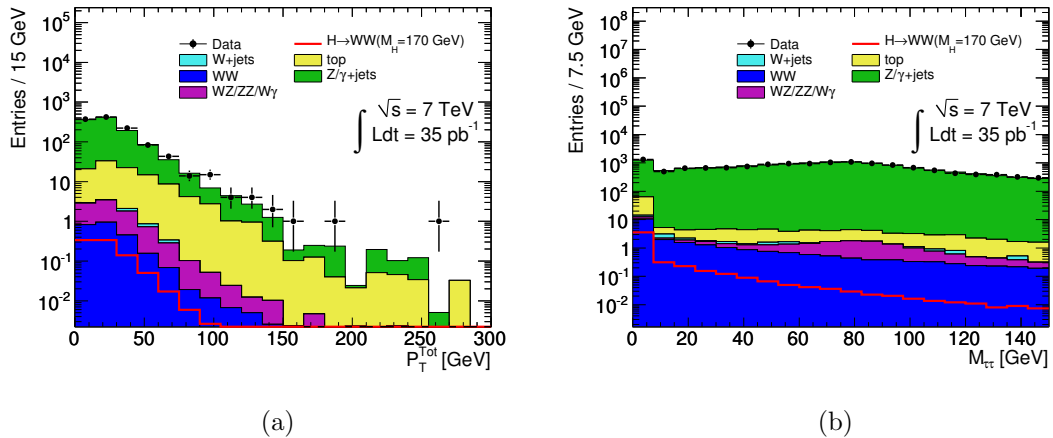 Entries / 15 GeV
10⁵
10⁴
10³
10²
10
1
10⁻¹
10⁻²
Data
W+jets
WW
WZ/ZZ/Wγ
H→WW(M_H=170 GeV)
top
Z/γ+jets
∫ √s = 7 TeV
Ldt = 35 pb⁻¹
0 50 100 150 200 250 300
P_T^Tot [GeV]
(a)
Entries / 7.5 GeV
10⁸
10⁷
10⁶
10⁵
10⁴
10³
10²
10
1
10⁻¹
10⁻²
Data
W+jets
WW
WZ/ZZ/Wγ
H→WW(M_H=170 GeV)
top
Z/γ+jets
∫ √s = 7 TeV
Ldt = 35 pb⁻¹
0 20 40 60 80 100 120 140
M_ττ [GeV]
(b)